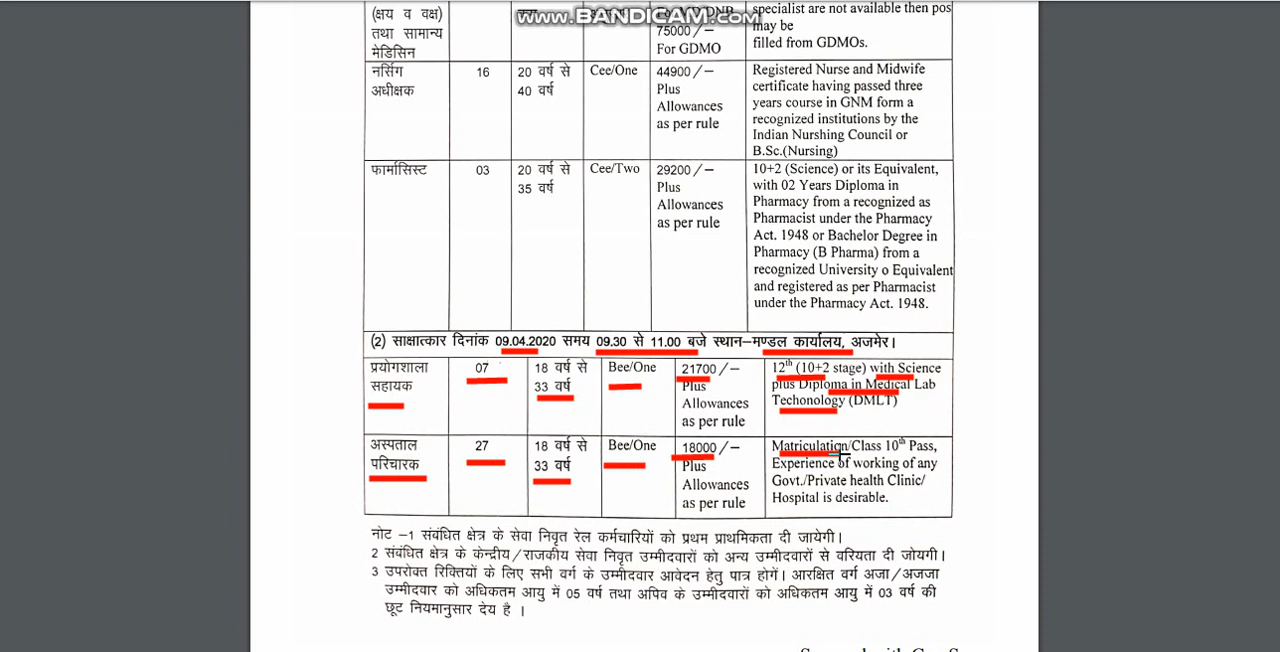 www.BANDICAM.com
(क्षय व वक्ष)
तथा सामान्य
मेडिसिन
75000/–
For GDMO
specialist are not available then pos
may be
filled from GDMOs.
नर्सिग
अधीक्षक
16
20 वर्ष से
40 वर्ष
Cee/One
44900/–
Plus
Allowances
as per rule
Registered Nurse and Midwife
certificate having passed three
years course in GNM form a
recognized institutions by the
Indian Nurshing Council or
B.Sc.(Nursing)
फार्मासिस्ट
03
20 वर्ष से
35 वर्ष
Cee/Two
29200/–
Plus
Allowances
as per rule
10+2 (Science) or its Equivalent,
with 02 Years Diploma in
Pharmacy from a recognized as
Pharmacist under the Pharmacy
Act. 1948 or Bachelor Degree in
Pharmacy (B Pharma) from a
recognized University o Equivalent
and registered as per Pharmacist
under the Pharmacy Act. 1948.
(2) साक्षात्कार दिनांक 09.04.2020 समय 09.30 से 11.00 बजे स्थान–मण्डल कार्यालय, अजमेर।
प्रयोगशाला
सहायक
07
18 वर्ष से
33 वर्ष
Bee/One
21700/–
Plus
Allowances
as per rule
12th (10+2 stage) with Science
plus Diploma in Medical Lab
Techonology (DMLT)
अस्पताल
परिचारक
27
18 वर्ष से
33 वर्ष
Bee/One
18000/–
Plus
Allowances
as per rule
Matriculation/Class 10th Pass,
Experience of working of any
Govt./Private health Clinic/
Hospital is desirable.
नोट –1 संबंधित क्षेत्र के सेवा निवृत रेल कर्मचारियों को प्रथम प्राथमिकता दी जायेगी।
2 संबंधित क्षेत्र के केन्द्रीय/राजकीय सेवा निवृत उम्मीदवारों को अन्य उम्मीदवारों से वरियता दी जोयगी।
3 उपरोक्त रिक्तियों के लिए सभी वर्ग के उम्मीदवार आवेदन हेतु पात्र होगें। आरक्षित वर्ग अजा/अजजा
उम्मीदवार को अधिकतम आयु में 05 वर्ष तथा अपिव के उम्मीदवारों को अधिकतम आयु में 03 वर्ष की
छूट नियमानुसार देय है ।